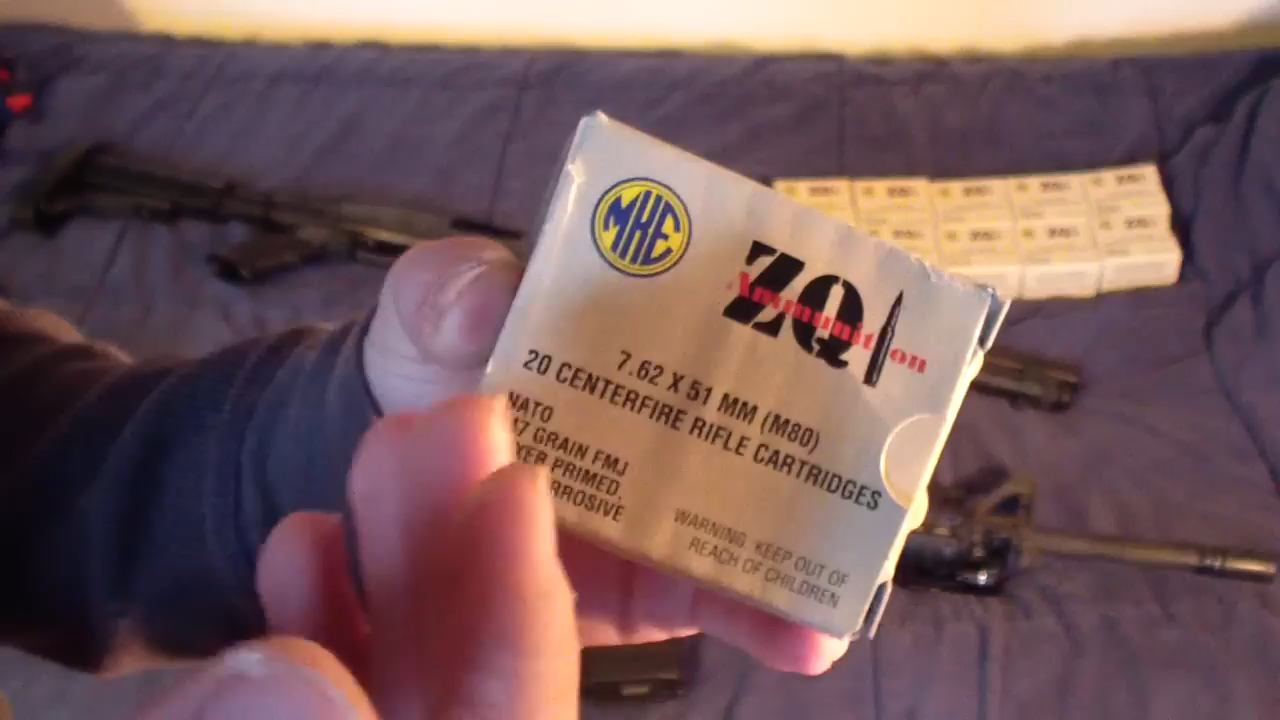 MKE
ZQI
Ammunition
7.62 X 51 MM (M80)
20 CENTERFIRE RIFLE CARTRIDGES
NATO
GRAIN FMJ
PRIMED,
WARNING. KEEP OUT OF
REACH OF CHILDREN